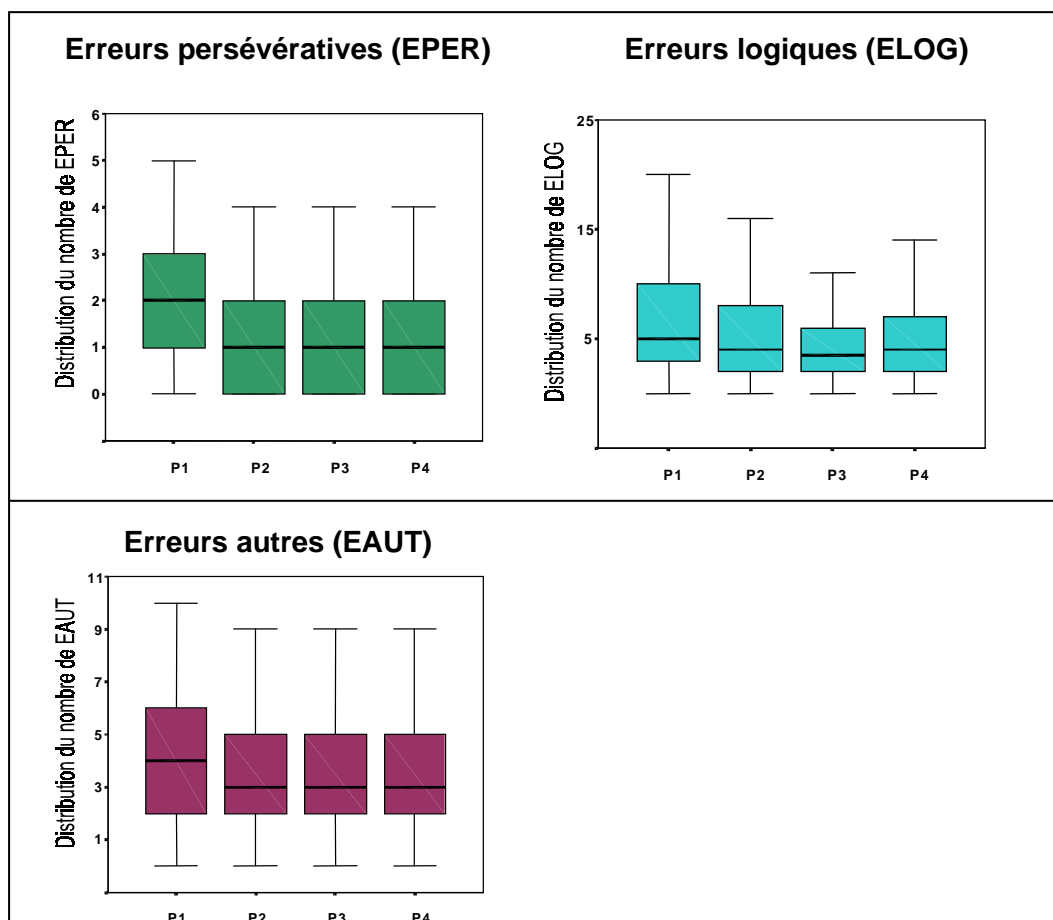 Erreurs persévératives (EPER)
Distribution du nombre de EPER
6
5
4
3
2
1
0
P1 P2 P3 P4
Erreurs logiques (ELOG)
Distribution du nombre de ELOG
25
15
5
P1 P2 P3 P4
Erreurs autres (EAUT)
Distribution du nombre de EAUT
11
9
7
5
3
1
P1 P2 P3 P4